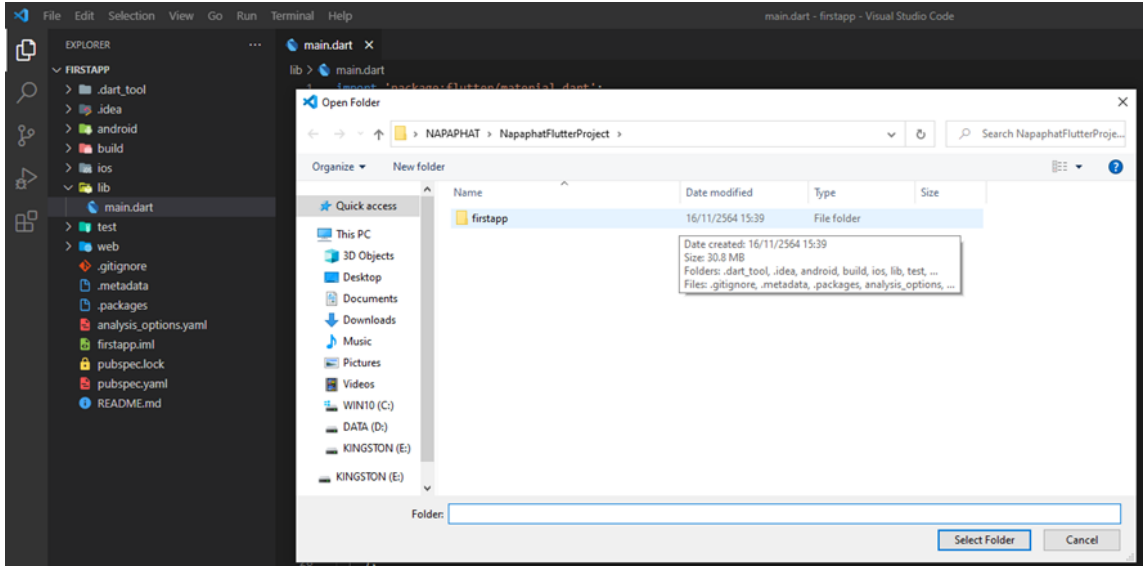 File Edit Selection View Go Run Terminal Help
main.dart - firstapp - Visual Studio Code
EXPLORER
FIRSTAPP
.dart_tool
.idea
android
build
ios
lib
main.dart
test
web
.gitignore
.metadata
.packages
analysis_options.yaml
firstapp.iml
pubspec.lock
pubspec.yaml
README.md
main.dart
lib > main.dart
1 import 'package:flutter/material.dart';
Open Folder
NAPAPHAT > NapaphatFlutterProject >
Search NapaphatFlutterProje...
Organize New folder
Quick access
This PC
3D Objects
Desktop
Documents
Downloads
Music
Pictures
Videos
WIN10 (C:)
DATA (D:)
KINGSTON (E:)
KINGSTON (E:)
Name Date modified Type Size
firstapp 16/11/2564 15:39 File folder
Date created: 16/11/2564 15:39
Size: 30.8 MB
Folders: .dart_tool, .idea, android, build, ios, lib, test, ...
Files: .gitignore, .metadata, .packages, analysis_options, ...
Folder:
Select Folder Cancel